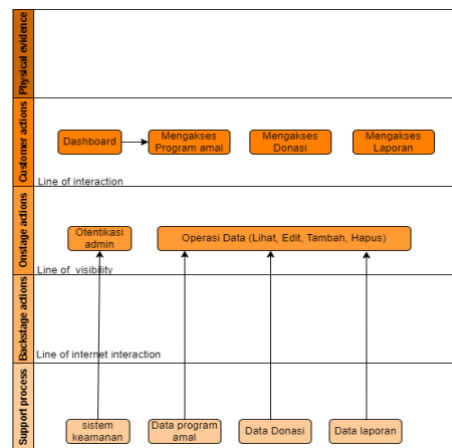 Physical evidence
Customer actions
Dashboard
Mengakses
Program amal
Mengakses
Donasi
Mengakses
Laporan
Line of interaction
Onstage actions
Otentikasi
admin
Operasi Data (Lihat, Edit, Tambah, Hapus)
Line of visibility
Backstage actions
Line of internet interaction
Support process
sistem
keamanan
Data program
amal
Data Donasi
Data laporan